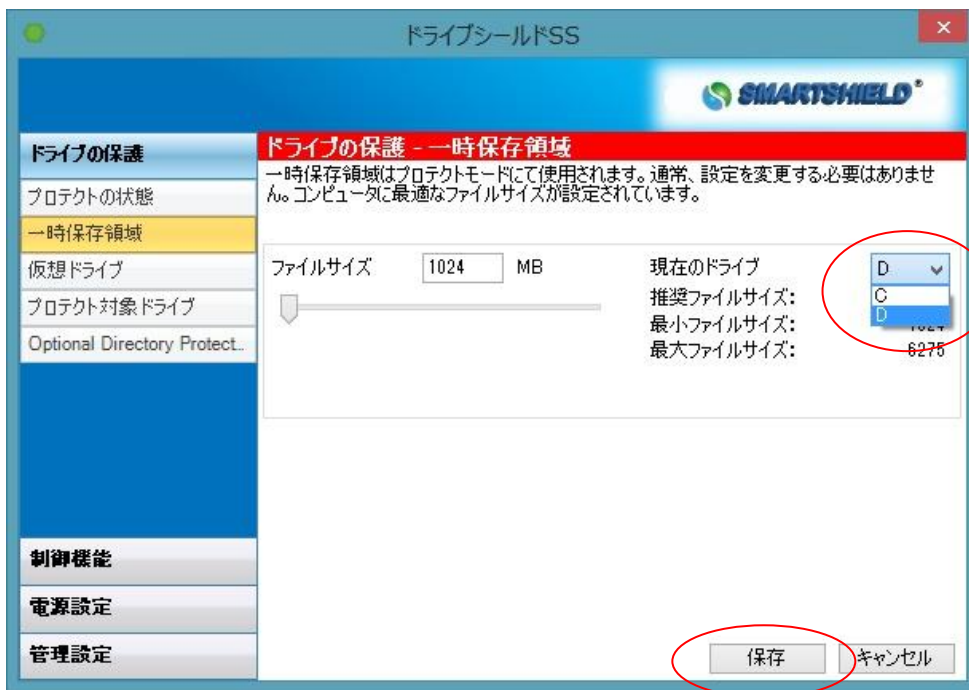 ドライブシールドSS
SMARTSHIELD®
ドライブの保護
プロテクトの状態
一時保存領域
仮想ドライブ
プロテクト対象ドライブ
Optional Directory Protect..
制御機能
電源設定
管理設定
ドライブの保護 - 一時保存領域
一時保存領域はプロテクトモードにて使用されます。通常、設定を変更する必要はありませ
ん。コンピュータに最適なファイルサイズが設定されています。
ファイルサイズ 1024 MB
現在のドライブ D
C
D
推奨ファイルサイズ:
最小ファイルサイズ: 1024
最大ファイルサイズ: 6275
保存 キャンセル